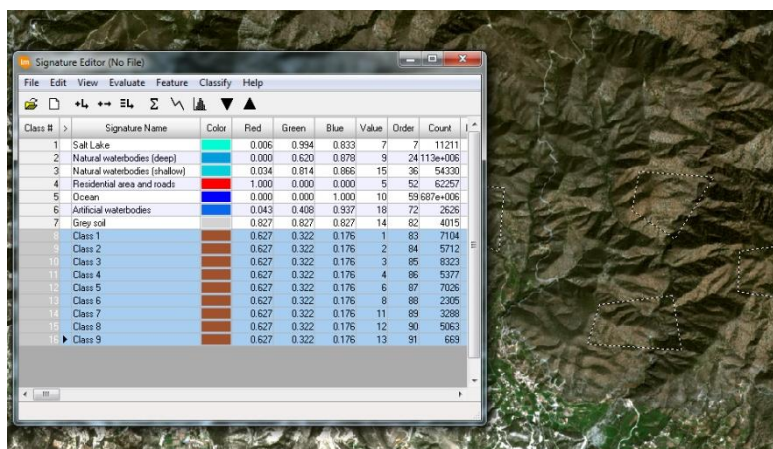 Signature Editor (No File)
File Edit View Evaluate Feature Classify Help
Class # > Signature Name Color Red Green Blue Value Order Count
1 Salt Lake 0.006 0.994 0.833 7 7 11211
2 Natural waterbodies (deep) 0.000 0.620 0.878 9 24 113e+006
3 Natural waterbodies (shallow) 0.034 0.814 0.866 15 36 54330
4 Residential area and roads 1.000 0.000 0.000 5 52 62257
5 Ocean 0.000 0.000 1.000 10 59 687e+006
6 Artificial waterbodies 0.043 0.408 0.937 18 72 2626
7 Grey soil 0.827 0.827 0.827 14 82 4015
8 Class 1 0.627 0.322 0.176 1 83 7104
9 Class 2 0.627 0.322 0.176 2 84 5712
10 Class 3 0.627 0.322 0.176 3 85 8323
11 Class 4 0.627 0.322 0.176 4 86 5377
12 Class 5 0.627 0.322 0.176 6 87 7026
13 Class 6 0.627 0.322 0.176 8 88 2305
14 Class 7 0.627 0.322 0.176 11 89 3288
15 Class 8 0.627 0.322 0.176 12 90 5063
16 Class 9 0.627 0.322 0.176 13 91 669